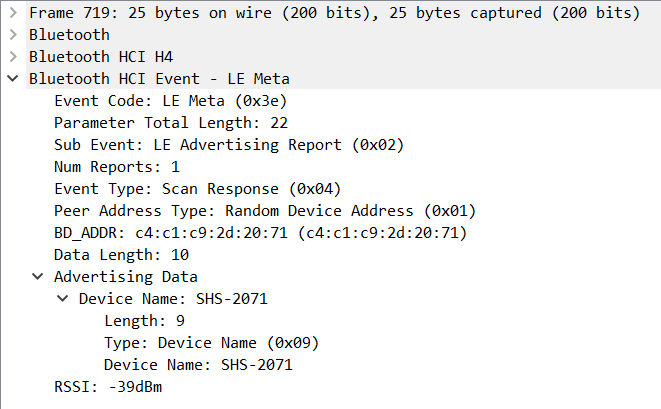 Frame 719: 25 bytes on wire (200 bits), 25 bytes captured (200 bits)
Bluetooth
Bluetooth HCI H4
Bluetooth HCI Event - LE Meta
Event Code: LE Meta (0x3e)
Parameter Total Length: 22
Sub Event: LE Advertising Report (0x02)
Num Reports: 1
Event Type: Scan Response (0x04)
Peer Address Type: Random Device Address (0x01)
BD_ADDR: c4:c1:c9:2d:20:71 (c4:c1:c9:2d:20:71)
Data Length: 10
Advertising Data
Device Name: SHS-2071
Length: 9
Type: Device Name (0x09)
Device Name: SHS-2071
RSSI: -39dBm